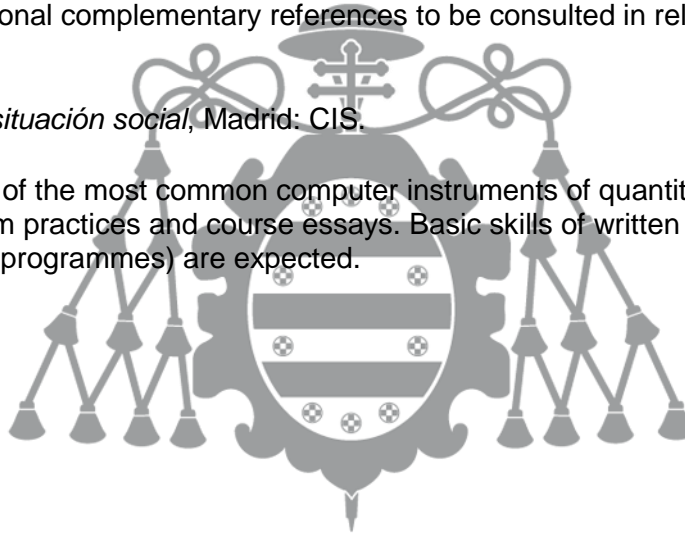 onal complementary references to be consulted in rel
situación social, Madrid: CIS.
of the most common computer instruments of quantit
m practices and course essays. Basic skills of written
programmes) are expected.